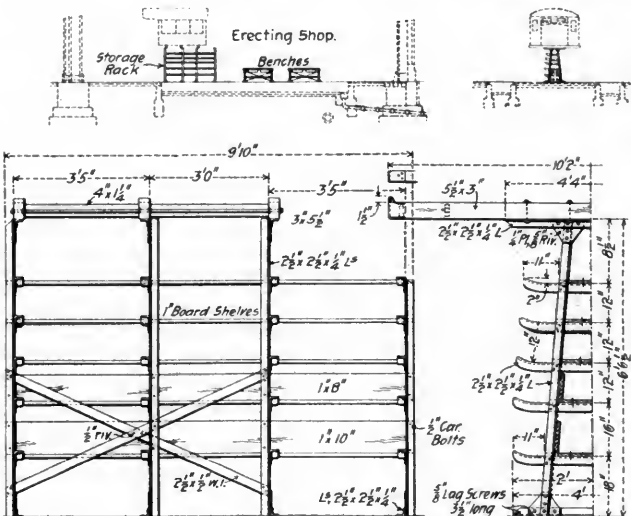 Erecting Shop.
Storage
Rack
Benches
9'10"
3'5"
3'0"
3'5"
4"x1¼"
3"x5½"
2½"x2½"x¼" Ls
1" Board Shelves
1"x8"
1"x10"
½" riv.
2½"x½" W.I.
Ls, 2½"x2½"x¼"
½" Car.
Bolts
10'2"
4'4"
5½"x3"
1½"
2½"x2½"x¼" L
11"
2"
12"
2½"x2½"x¼" L
11"
8½"
12"
12"
12"
16"
18"
6'6½"
2'
4'
⅝" Lag Screws
3½" long